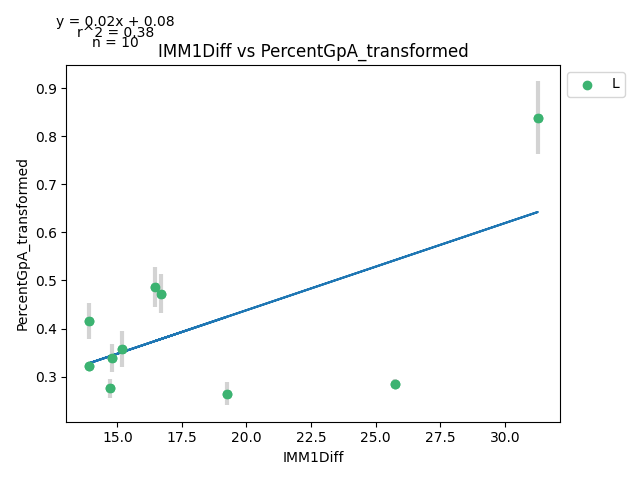 y = 0.02x + 0.08
r^2 = 0.38
n = 10
IMM1Diff vs PercentGpA_transformed
L
PercentGpA_transformed
0.9
0.8
0.7
0.6
0.5
0.4
0.3
15.0 17.5 20.0 22.5 25.0 27.5 30.0
IMM1Diff